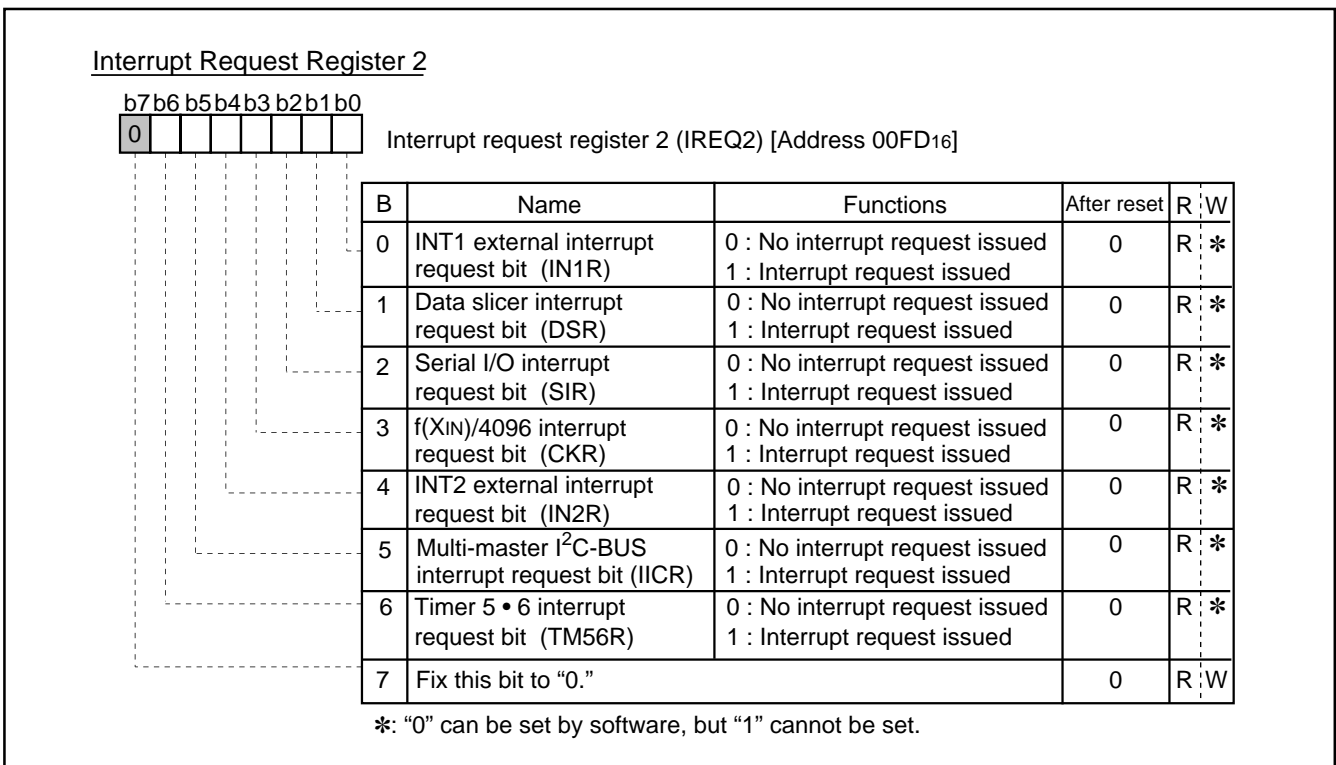 Interrupt Request Register 2
b7 b6 b5 b4 b3 b2 b1 b0
0
Interrupt request register 2 (IREQ2) [Address 00FD16]
B Name Functions After reset R W
0 INT1 external interrupt request bit (IN1R) 0 : No interrupt request issued 1 : Interrupt request issued 0 R ✽
1 Data slicer interrupt request bit (DSR) 0 : No interrupt request issued 1 : Interrupt request issued 0 R ✽
2 Serial I/O interrupt request bit (SIR) 0 : No interrupt request issued 1 : Interrupt request issued 0 R ✽
3 f(XIN)/4096 interrupt request bit (CKR) 0 : No interrupt request issued 1 : Interrupt request issued 0 R ✽
4 INT2 external interrupt request bit (IN2R) 0 : No interrupt request issued 1 : Interrupt request issued 0 R ✽
5 Multi-master I2C-BUS interrupt request bit (IICR) 0 : No interrupt request issued 1 : Interrupt request issued 0 R ✽
6 Timer 5 • 6 interrupt request bit (TM56R) 0 : No interrupt request issued 1 : Interrupt request issued 0 R ✽
7 Fix this bit to “0.” 0 R W
✽: “0” can be set by software, but “1” cannot be set.